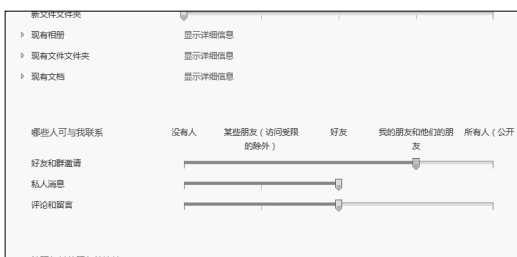 新文件文件夹
现有相册 显示详细信息
现有文件文件夹 显示详细信息
现有文档 显示详细信息
哪些人可与我联系 没有人 某些朋友（访问受限的除外） 好友 我的朋友和他们的朋友 所有人（公开
好友和群邀请
私人消息
评论和留言